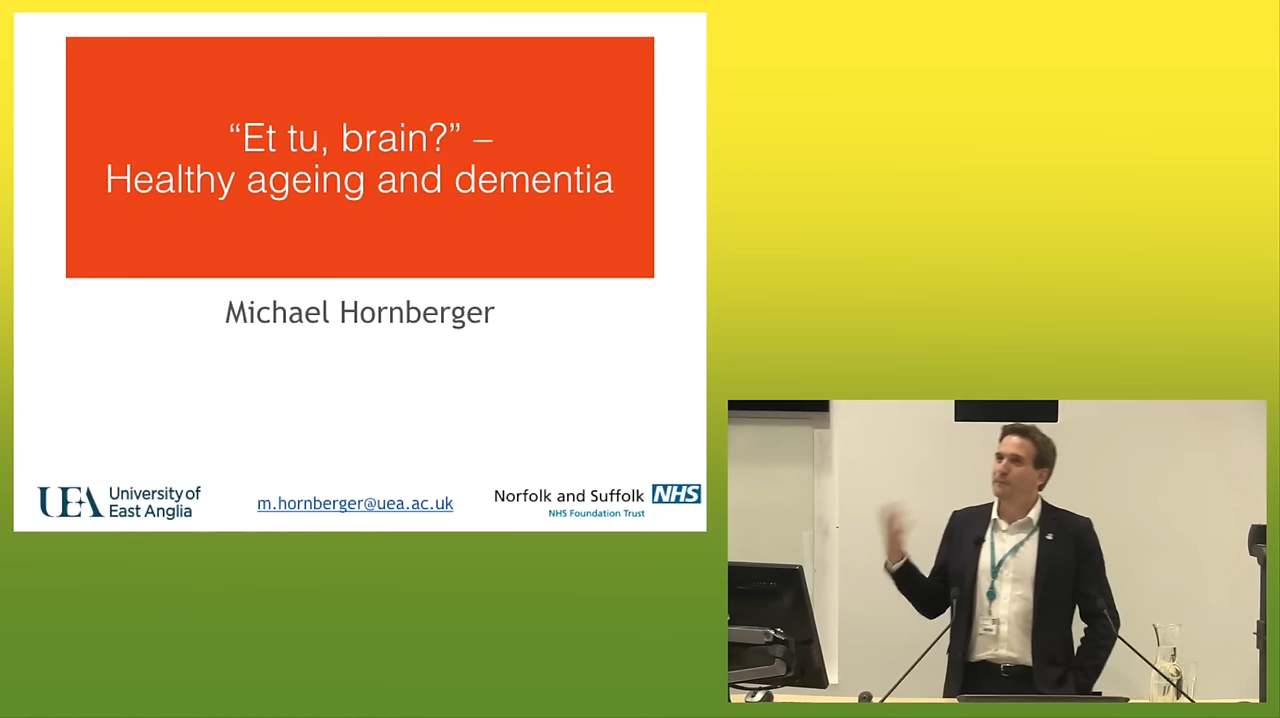 “Et tu, brain?” –
Healthy ageing and dementia
Michael Hornberger
UEA University of
East Anglia
m.hornberger@uea.ac.uk
Norfolk and Suffolk NHS
NHS Foundation Trust